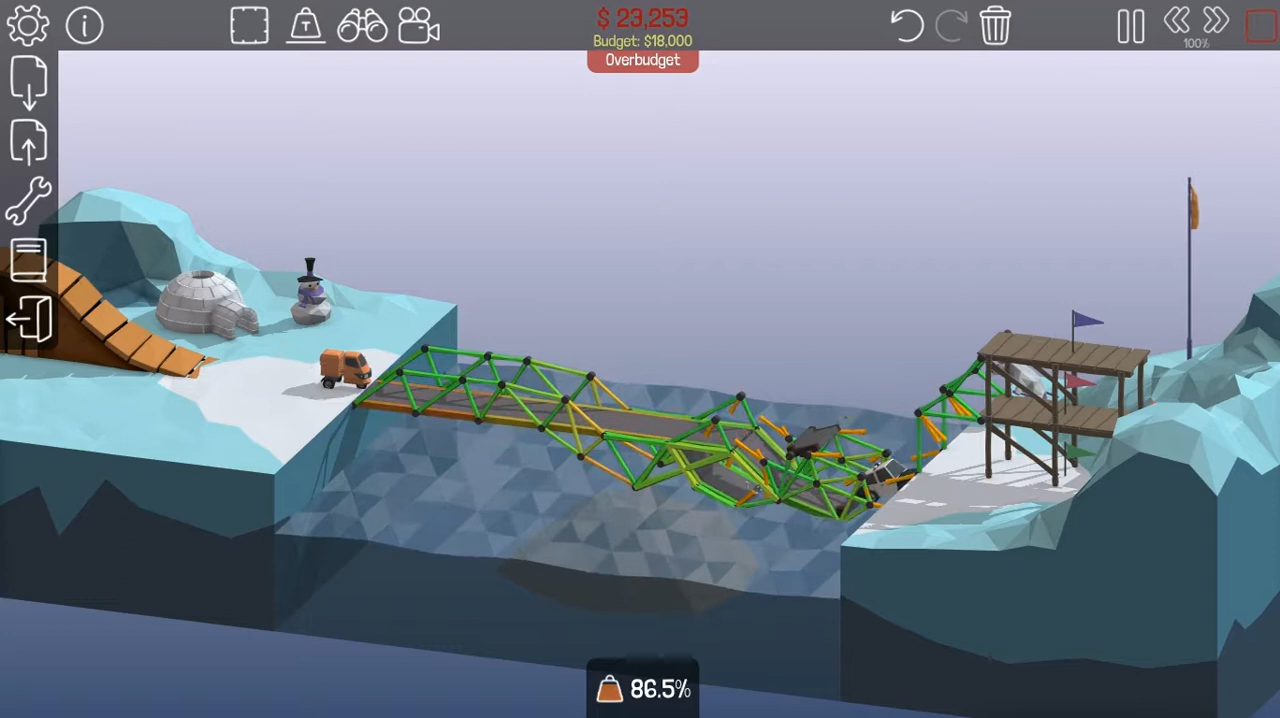 $ 23,253
Budget: $18,000
Overbudget
T
100%
86.5%